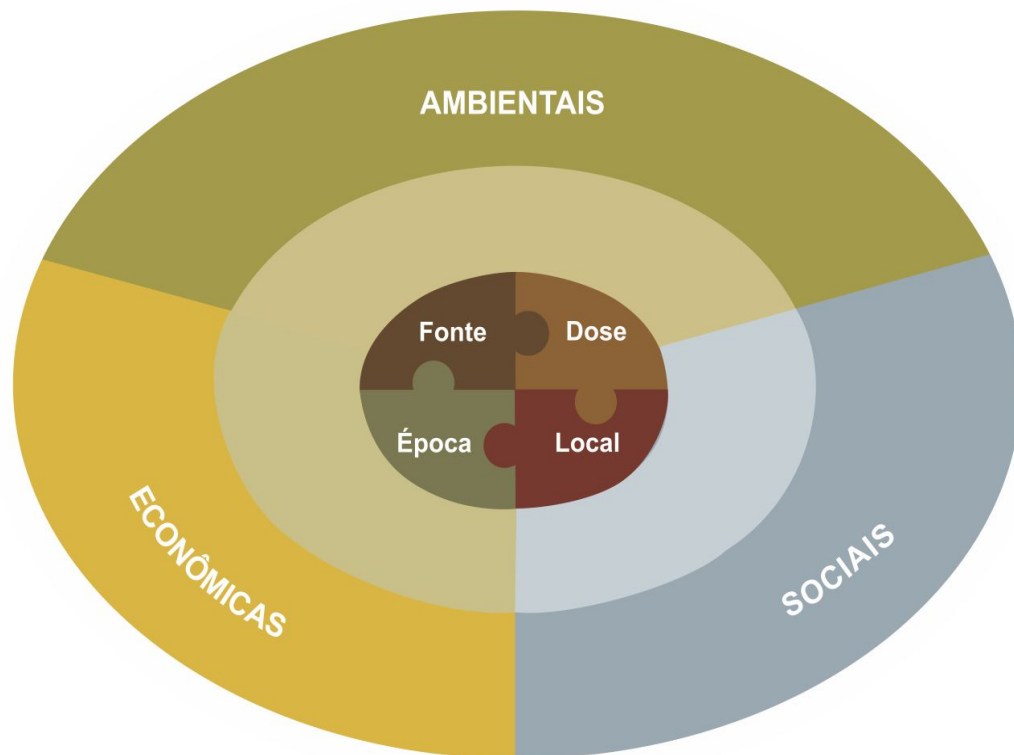 AMBIENTAIS
Fonte
Dose
Época
Local
ECONÔMICAS
SOCIAIS